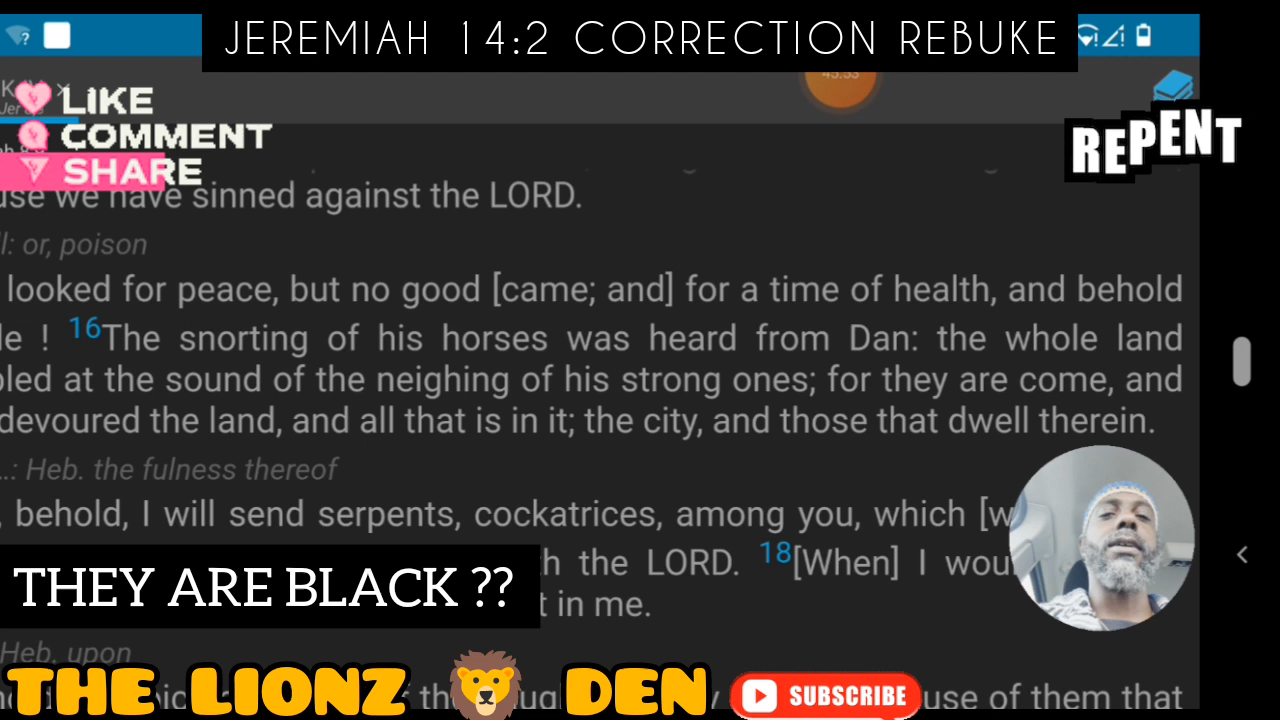 JEREMIAH 14:2 CORRECTION REBUKE
45:53
LIKE
COMMENT
SHARE
REPENT
we have sinned against the LORD.
or, poison
looked for peace, but no good [came; and] for a time of health, and behold
! 16The snorting of his horses was heard from Dan: the whole land
at the sound of the neighing of his strong ones; for they are come, and
devoured the land, and all that is in it; the city, and those that dwell therein.
Heb. the fulness thereof
behold, I will send serpents, cockatrices, among you, which
the LORD. 18[When] I
in me.
THEY ARE BLACK ??
Heb. upon
of them that
THE LIONZ DEN
SUBSCRIBE